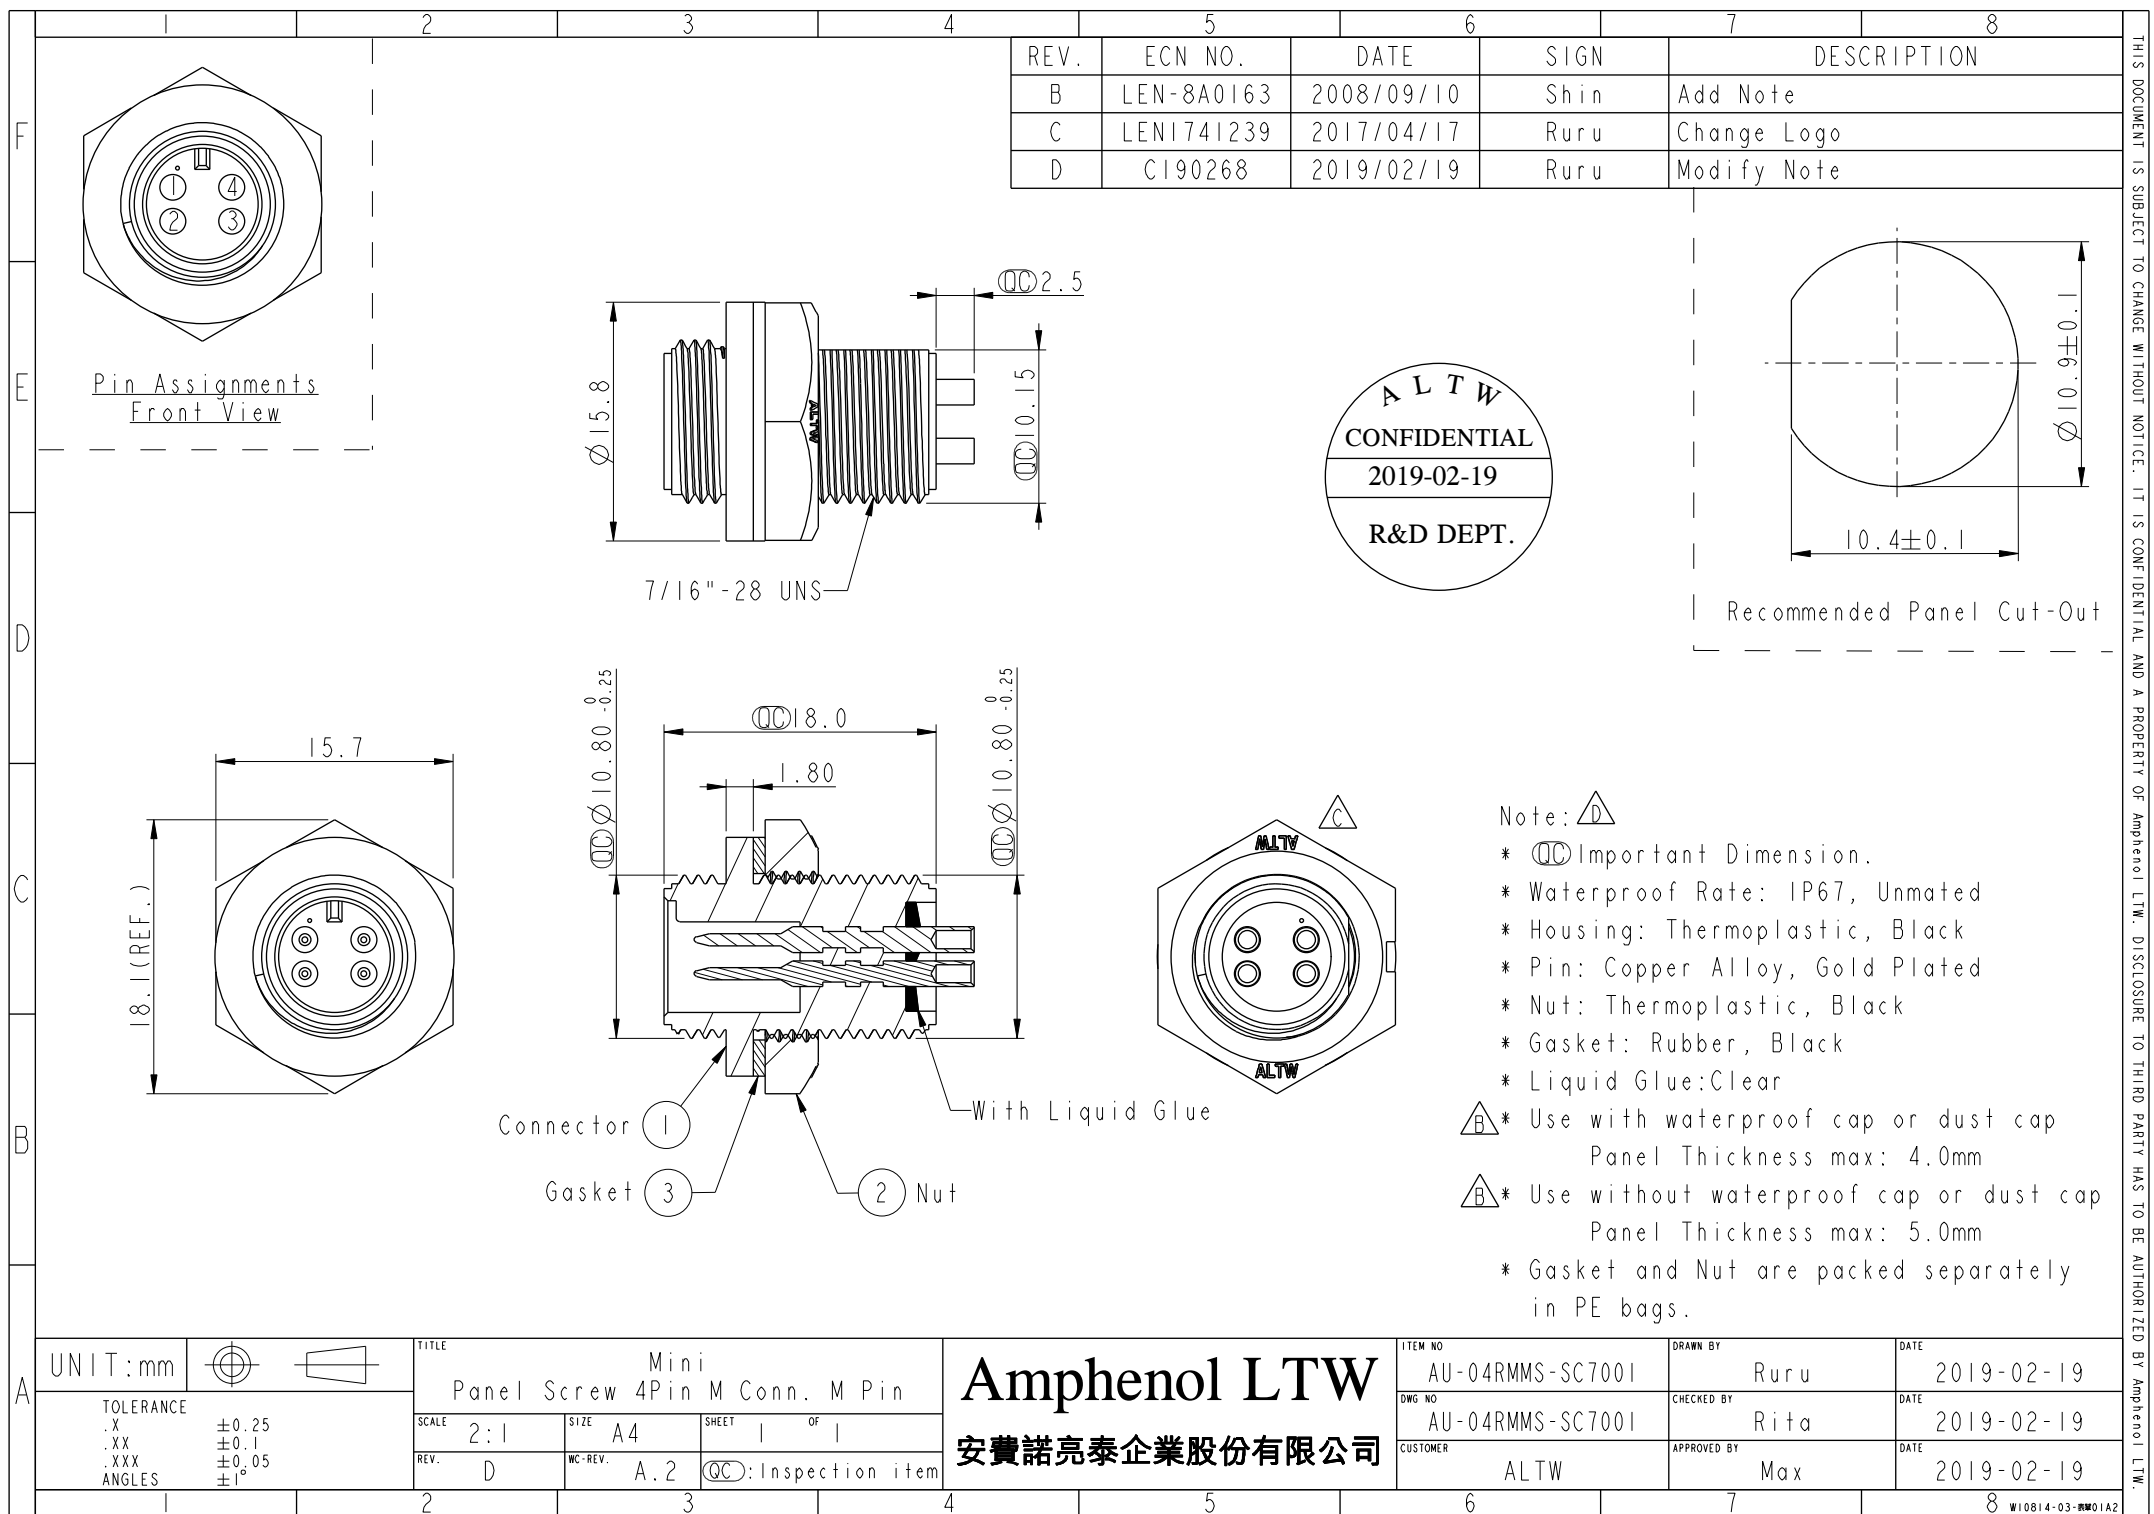 1 2 3 4 5 6 7 8
REV. ECN NO. DATE SIGN DESCRIPTION
B LEN-8A0163 2008/09/10 Shin Add Note
C LEN1741239 2017/04/17 Ruru Change Logo
D C190268 2019/02/19 Ruru Modify Note
F
E
D
C
B
A
1 4
2 3
Pin Assignments
Front View
QC 2.5
Ø15.8
QC 10.15
ALTW
7/16"-28 UNS
A L T W
CONFIDENTIAL
2019-02-19
R&D DEPT.
Ø10.9±0.1
10.4±0.1
Recommended Panel Cut-Out
15.7
18.1(REF.)
QC Ø10.80 0 -0.25
QC 18.0
1.80
QC Ø10.80 0 -0.25
Connector 1
Gasket 3
2 Nut
With Liquid Glue
C
ALTW
ALTW
Note: D
* QC Important Dimension.
* Waterproof Rate: IP67, Unmated
* Housing: Thermoplastic, Black
* Pin: Copper Alloy, Gold Plated
* Nut: Thermoplastic, Black
* Gasket: Rubber, Black
* Liquid Glue:Clear
B * Use with waterproof cap or dust cap
Panel Thickness max: 4.0mm
B * Use without waterproof cap or dust cap
Panel Thickness max: 5.0mm
* Gasket and Nut are packed separately
in PE bags.
UNIT:mm
TOLERANCE
.X ±0.25
.XX ±0.1
.XXX ±0.05
ANGLES ±1°
TITLE
Mini
Panel Screw 4Pin M Conn. M Pin
SCALE 2:1 SIZE A4 SHEET 1 OF 1
REV. D WC-REV. A.2 QC:Inspection item
Amphenol LTW
安費諾亮泰企業股份有限公司
ITEM NO AU-04RMMS-SC7001 DRAWN BY Ruru DATE 2019-02-19
DWG NO AU-04RMMS-SC7001 CHECKED BY Rita DATE 2019-02-19
CUSTOMER ALTW APPROVED BY Max DATE 2019-02-19
1 2 3 4 5 6 7 8
THIS DOCUMENT IS SUBJECT TO CHANGE WITHOUT NOTICE. IT IS CONFIDENTIAL AND A PROPERTY OF Amphenol LTW. DISCLOSURE TO THIRD PARTY HAS TO BE AUTHORIZED BY Amphenol LTW.